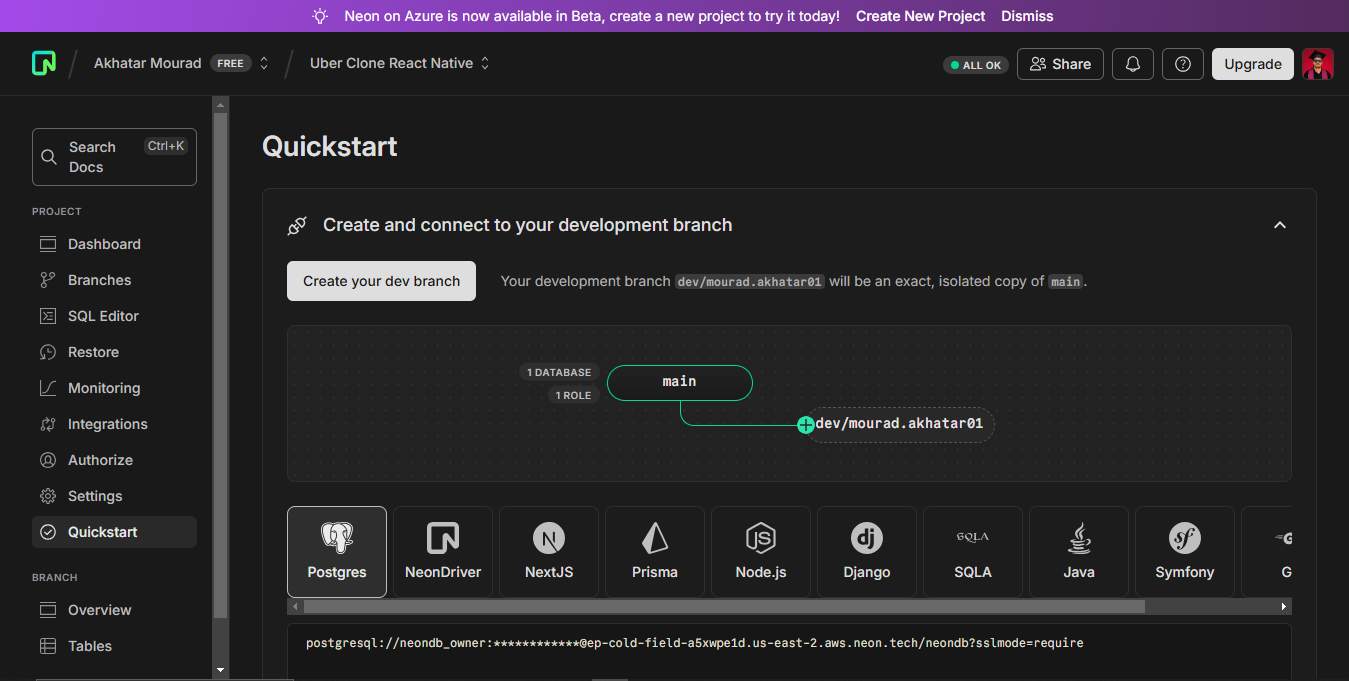 Neon on Azure is now available in Beta, create a new project to try it today! Create New Project Dismiss
Akhatar Mourad FREE Uber Clone React Native ALL OK Share Upgrade
Search Docs Ctrl+K
PROJECT
Dashboard
Branches
SQL Editor
Restore
Monitoring
Integrations
Authorize
Settings
Quickstart
BRANCH
Overview
Tables
Quickstart
Create and connect to your development branch
Create your dev branch Your development branch dev/mourad.akhatar01 will be an exact, isolated copy of main.
1 DATABASE
1 ROLE
main
dev/mourad.akhatar01
Postgres NeonDriver NextJS Prisma Node.js Django SQLA Java Symfony G
postgresql://neondb_owner:************@ep-cold-field-a5xwpe1d.us-east-2.aws.neon.tech/neondb?sslmode=require